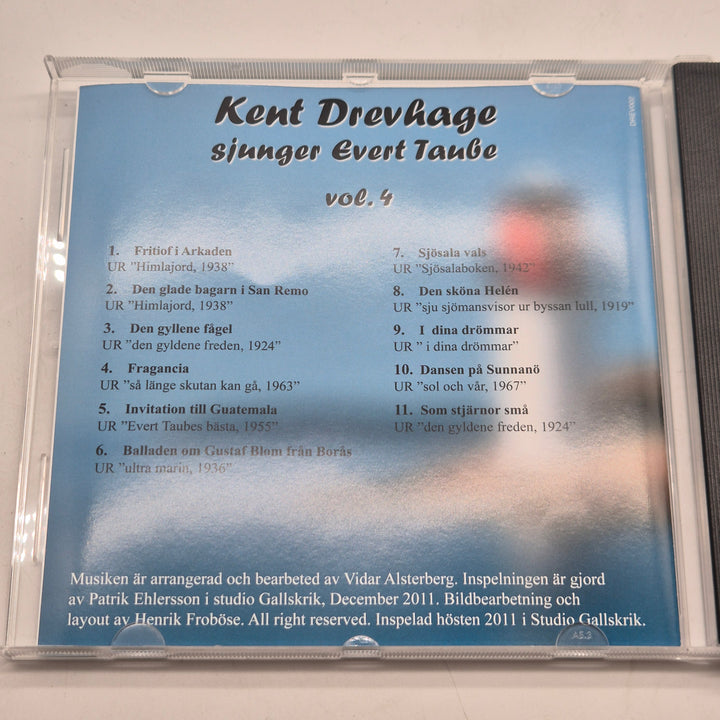 Kent Drevhage
sjunger Evert Taube
vol. 4
DHEV002
1. Fritiof i Arkaden
UR ”Himlajord, 1938”
2. Den glade bagarn i San Remo
UR ”Himlajord, 1938”
3. Den gyllene fågel
UR ”den gyldene freden, 1924”
4. Fragancia
UR ”så länge skutan kan gå, 1963”
5. Invitation till Guatemala
UR ”Evert Taubes bästa, 1955”
6. Balladen om Gustaf Blom från Borås
UR ”ultra marin, 1936”
7. Sjösala vals
UR ”Sjösalaboken, 1942”
8. Den sköna Helén
UR ”sju sjömansvisor ur byssan lull, 1919”
9. I dina drömmar
UR ” i dina drömmar”
10. Dansen på Sunnanö
UR ”sol och vår, 1967”
11. Som stjärnor små
UR ”den gyldene freden, 1924”
Musiken är arrangerad och bearbeted av Vidar Alsterberg. Inspelningen är gjord
av Patrik Ehlersson i studio Gallskrik, December 2011. Bildbearbetning och
layout av Henrik Froböse. All right reserved. Inspelad hösten 2011 i Studio Gallskrik.
A5.3